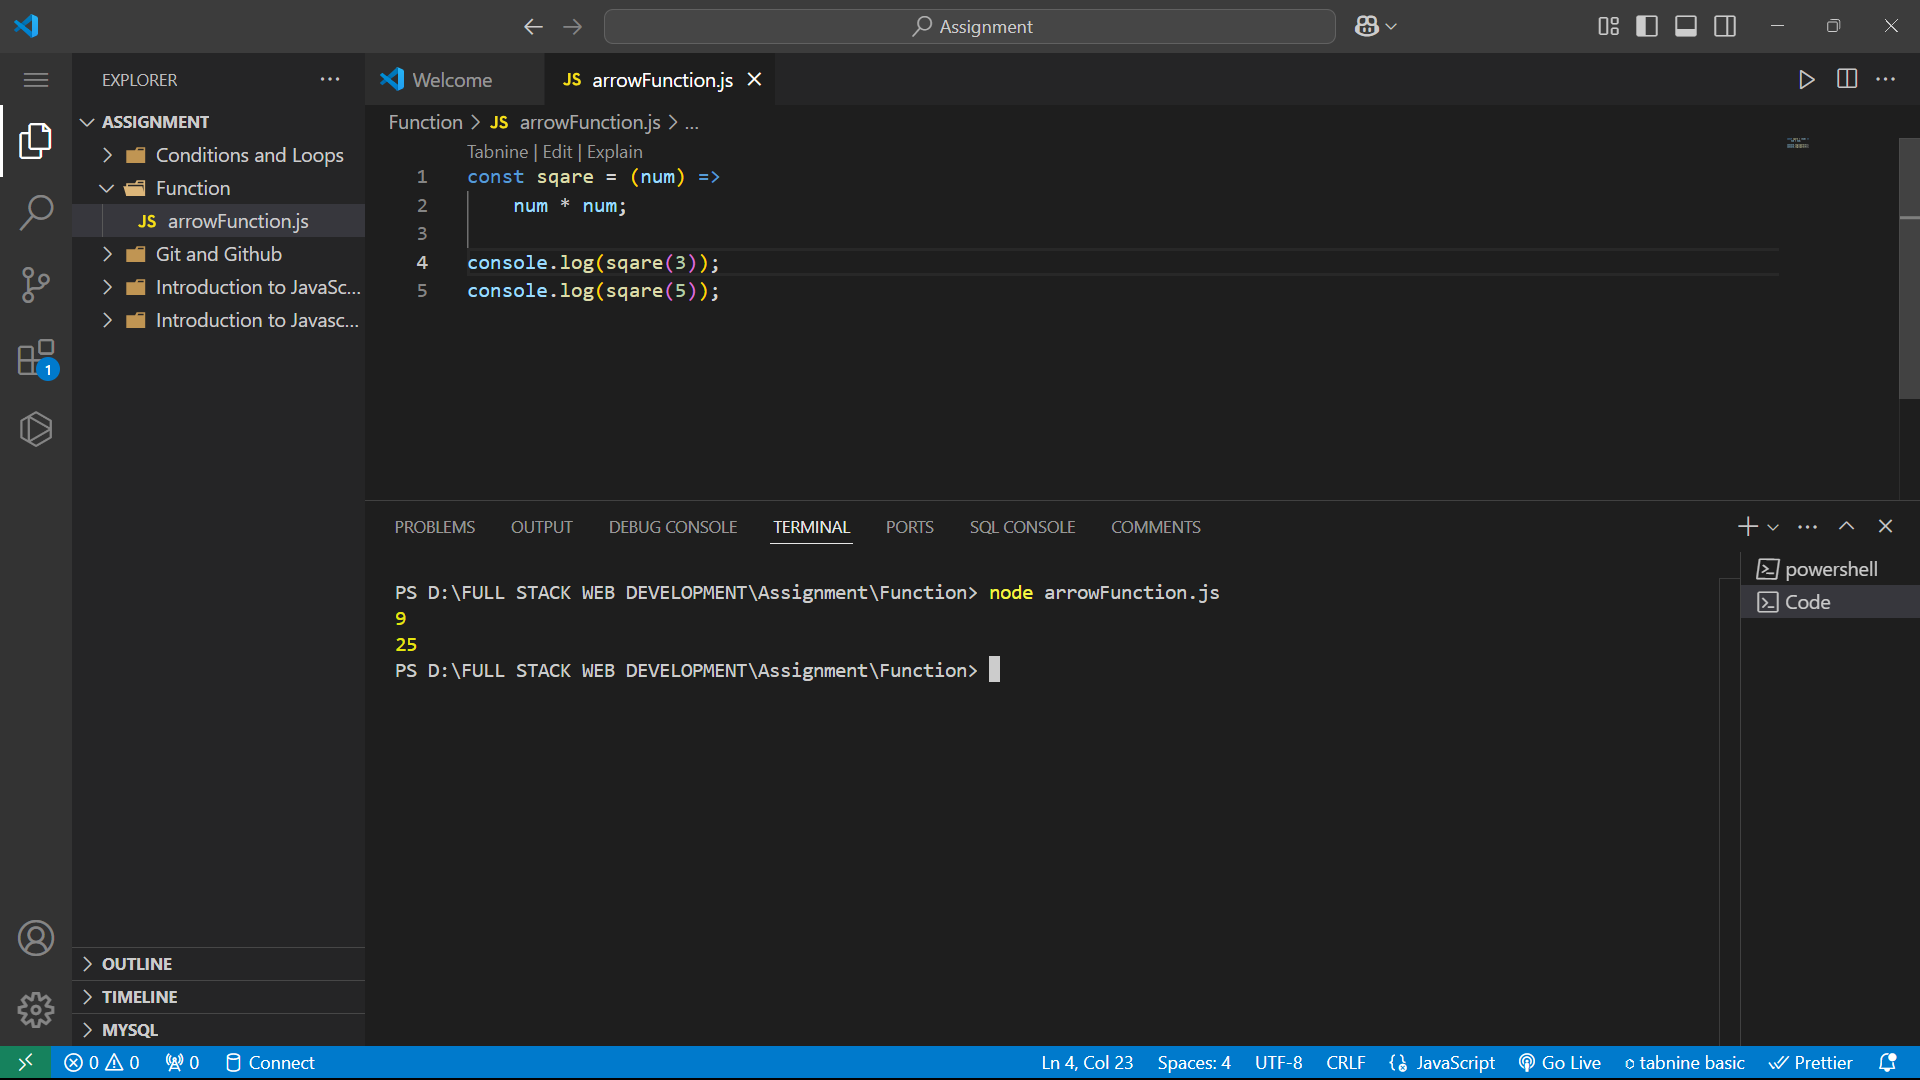 Assignment
EXPLORER
ASSIGNMENT
Conditions and Loops
Function
JS arrowFunction.js
Git and Github
Introduction to JavaSc...
Introduction to Javasc...
1
OUTLINE
TIMELINE
MYSQL
Welcome
JS arrowFunction.js
Function > JS arrowFunction.js > ...
Tabnine | Edit | Explain
1 const sqare = (num) =>
2 num * num;
3
4 console.log(sqare(3));
5 console.log(sqare(5));
PROBLEMS OUTPUT DEBUG CONSOLE TERMINAL PORTS SQL CONSOLE COMMENTS
PS D:\FULL STACK WEB DEVELOPMENT\Assignment\Function> node arrowFunction.js
9
25
PS D:\FULL STACK WEB DEVELOPMENT\Assignment\Function>
powershell
Code
0 0 0 Connect Ln 4, Col 23 Spaces: 4 UTF-8 CRLF JavaScript Go Live tabnine basic Prettier